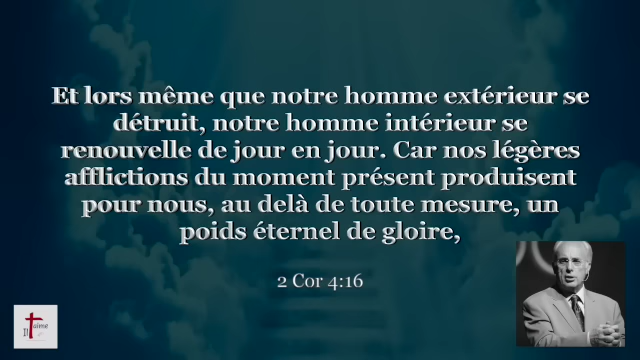 Et lors même que notre homme extérieur se
détruit, notre homme intérieur se
renouvelle de jour en jour. Car nos légères
afflictions du moment présent produisent
pour nous, au delà de toute mesure, un
poids éternel de gloire,
2 Cor 4:16
Il t'aime